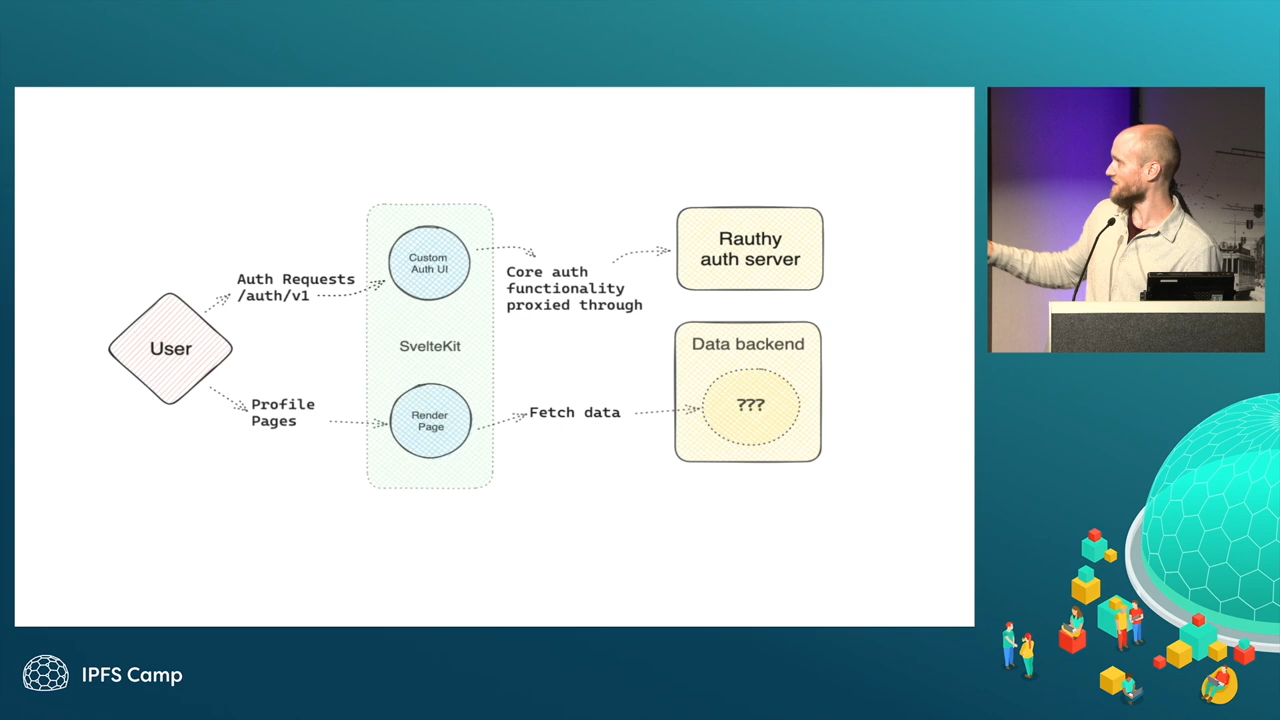 User
Auth Requests
/auth/v1
Profile
Pages
Custom
Auth UI
SvelteKit
Render
Page
Core auth
functionality
proxied through
Fetch data
Rauthy
auth server
Data backend
???
IPFS Camp